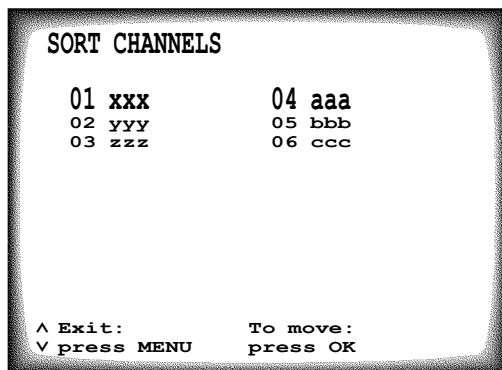 SORT CHANNELS
01 xxx 04 aaa
02 yyy 05 bbb
03 zzz 06 ccc
^ Exit: To move:
v press MENU press OK